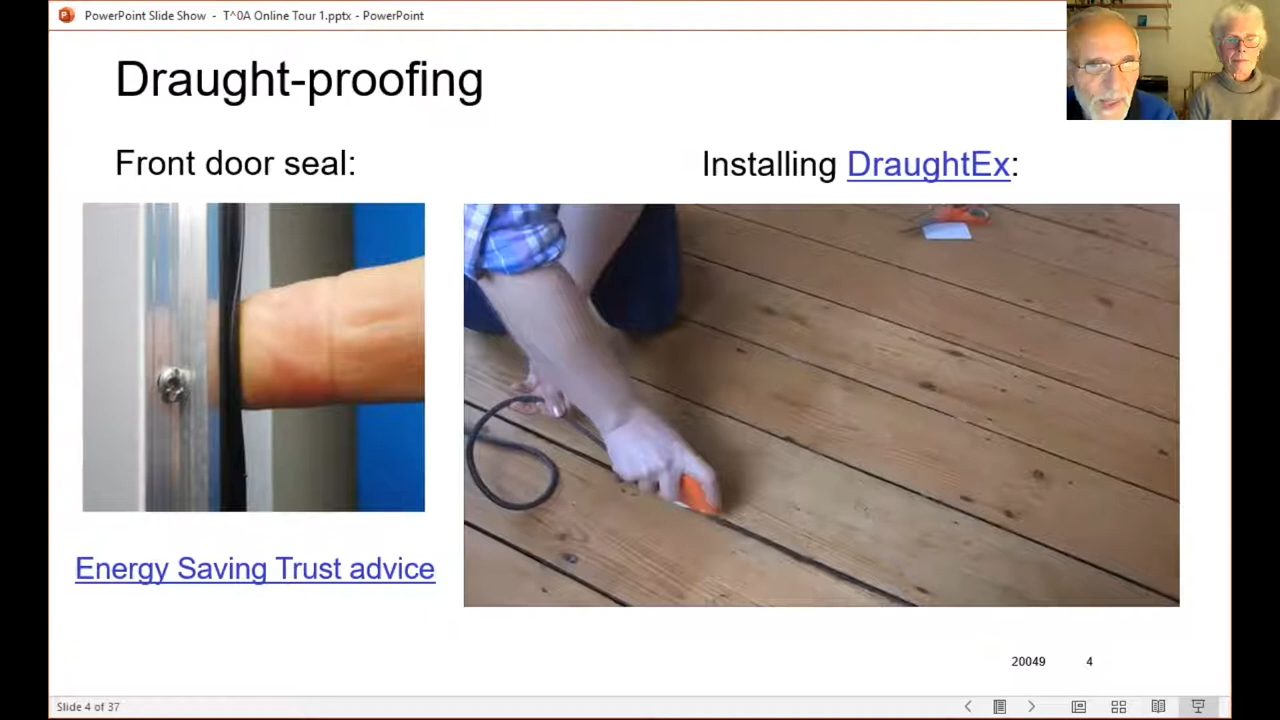 PowerPoint Slide Show - T^0A Online Tour 1.pptx - PowerPoint
Draught-proofing
Front door seal:
Installing DraughtEx:
Energy Saving Trust advice
20049 4
Slide 4 of 37